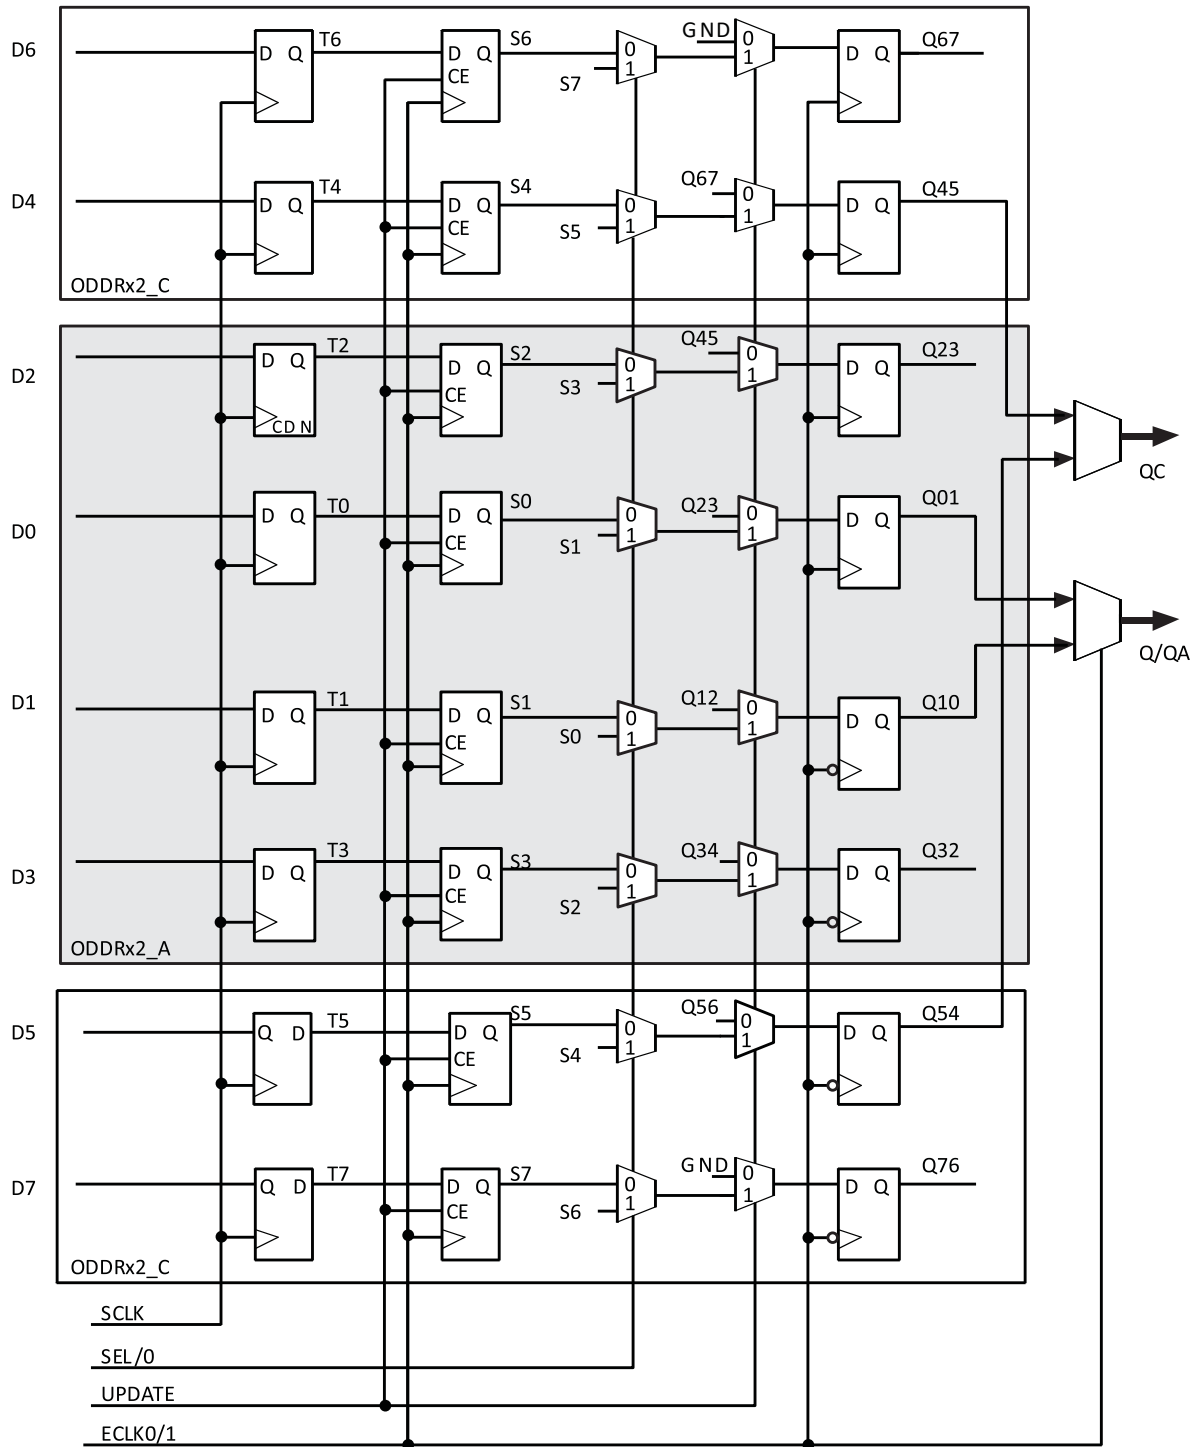 D6 D Q T6 D Q S6 0 GND 0 D Q Q67
CE 1 1
S7
D4 D Q T4 D Q S4 0 Q67 0 D Q Q45
CE 1 1
S5
ODDRx2_C
D2 D Q T2 D Q S2 0 Q45 0 D Q Q23
CE 1 1
S3
CDN
QC
D0 D Q T0 D Q S0 0 Q23 0 D Q Q01
CE 1 1
S1
Q/QA
D1 D Q T1 D Q S1 0 Q12 0 D Q Q10
CE 1 1
S0
D3 D Q T3 D Q S3 0 Q34 0 D Q Q32
CE 1 1
S2
ODDRx2_A
D5 Q D T5 D Q S5 0 Q56 0 D Q Q54
CE 1 1
S4
D7 Q D T7 D Q S7 0 GND 0 D Q Q76
CE 1 1
S6
ODDRx2_C
SCLK
SEL/0
UPDATE
ECLK0/1